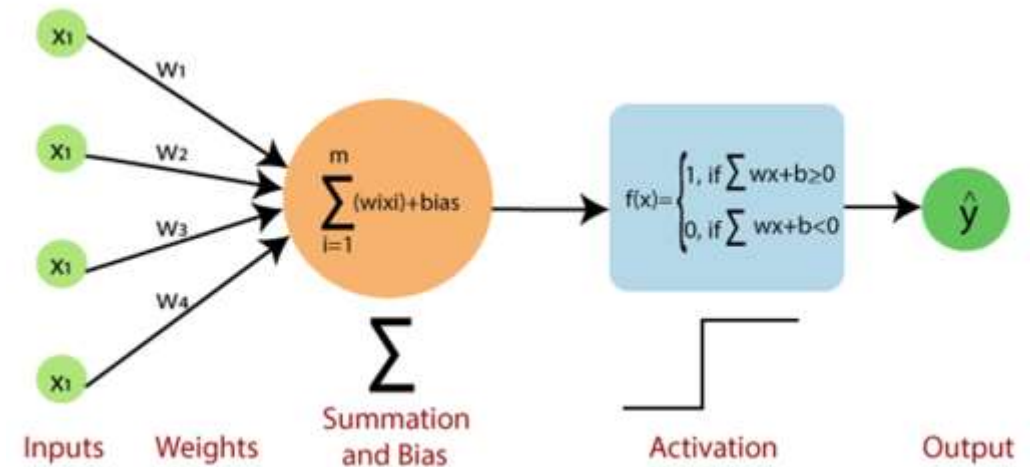 x1
w1
x1
w2
w3
x1
w4
x1
m
∑(wixi)+bias
i=1
f(x)={1, if ∑ wx+b≥0
0, if ∑ wx+b<0
ŷ
∑
Inputs
Weights
Summation
and Bias
Activation
Output